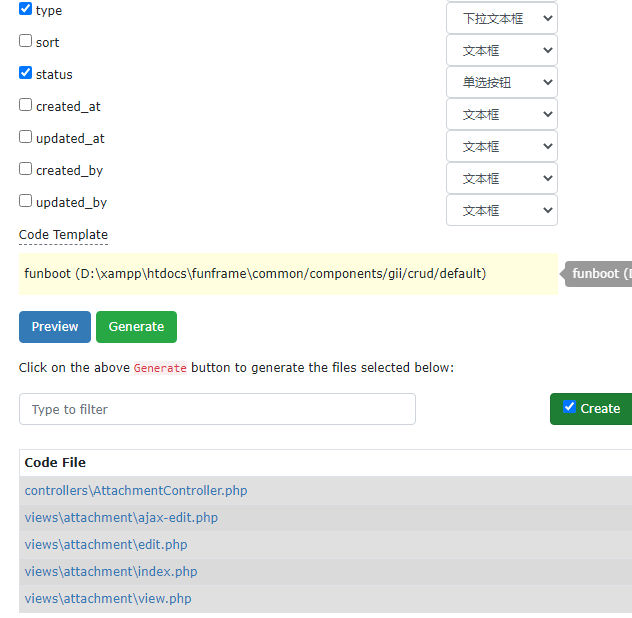 type 下拉文本框
sort 文本框
status 单选按钮
created_at 文本框
updated_at 文本框
created_by 文本框
updated_by 文本框
Code Template
funboot (D:\xampp\htdocs\funframe\common/components/gii/crud/default) funboot (
Preview Generate
Click on the above Generate button to generate the files selected below:
Type to filter Create
Code File
controllers\AttachmentController.php
views\attachment\ajax-edit.php
views\attachment\edit.php
views\attachment\index.php
views\attachment\view.php